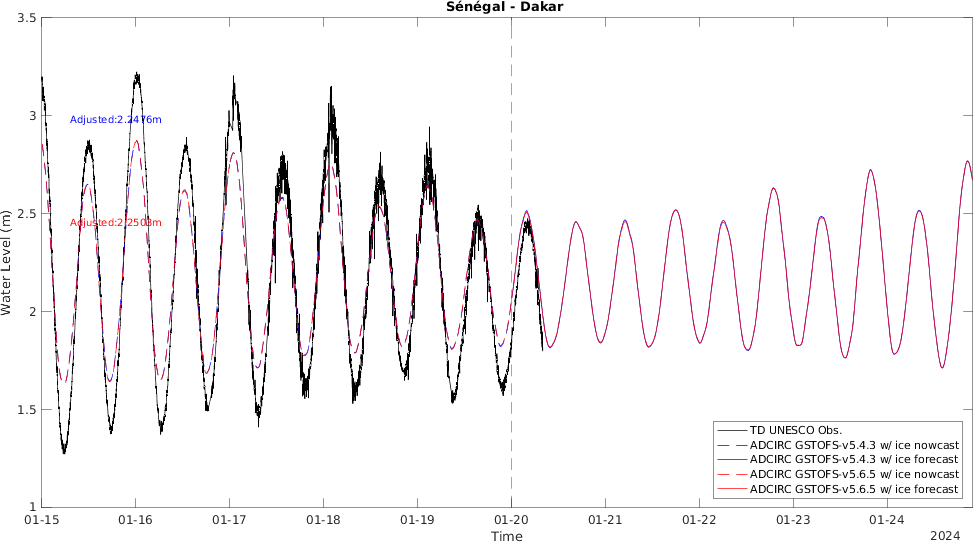 Sénégal - Dakar
3.5
3
2.5
2
1.5
1
Water Level (m)
Adjusted:2.2476m
Adjusted:2.2503m
TD UNESCO Obs.
ADCIRC GSTOFS-v5.4.3 w/ ice nowcast
ADCIRC GSTOFS-v5.4.3 w/ ice forecast
ADCIRC GSTOFS-v5.6.5 w/ ice nowcast
ADCIRC GSTOFS-v5.6.5 w/ ice forecast
01-15 01-16 01-17 01-18 01-19 01-20 01-21 01-22 01-23 01-24
Time
2024